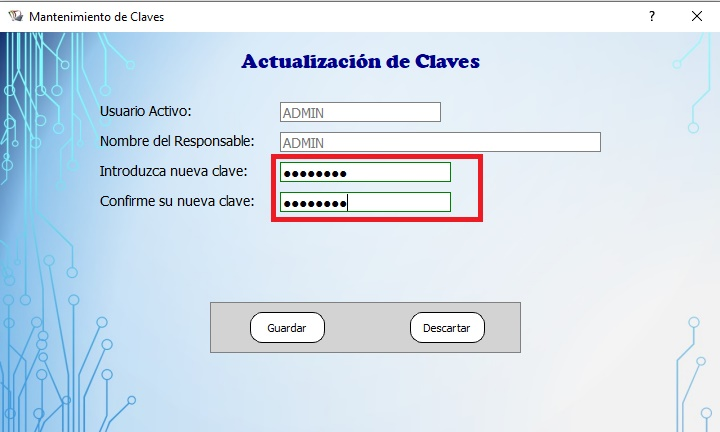 Mantenimiento de Claves
Actualización de Claves
Usuario Activo: ADMIN
Nombre del Responsable: ADMIN
Introduzca nueva clave: ●●●●●●●●
Confirme su nueva clave: ●●●●●●●●
Guardar Descartar